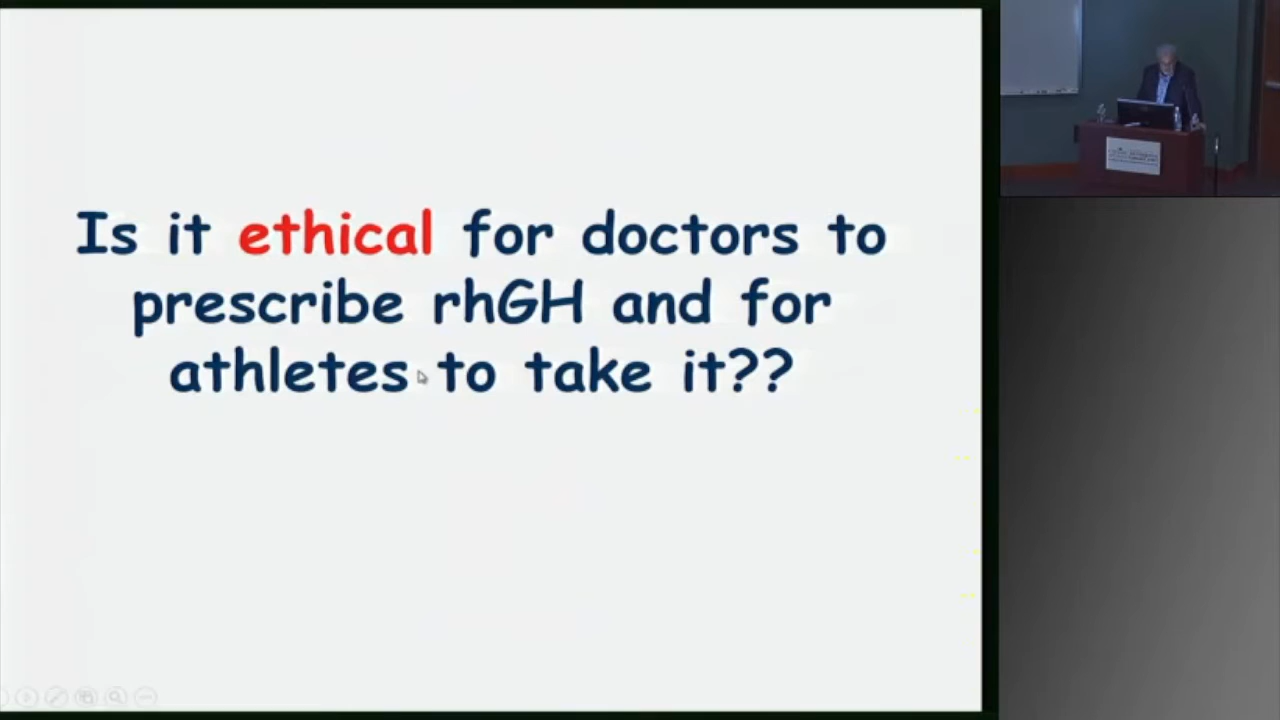 Is it ethical for doctors to
prescribe rhGH and for
athletes to take it??